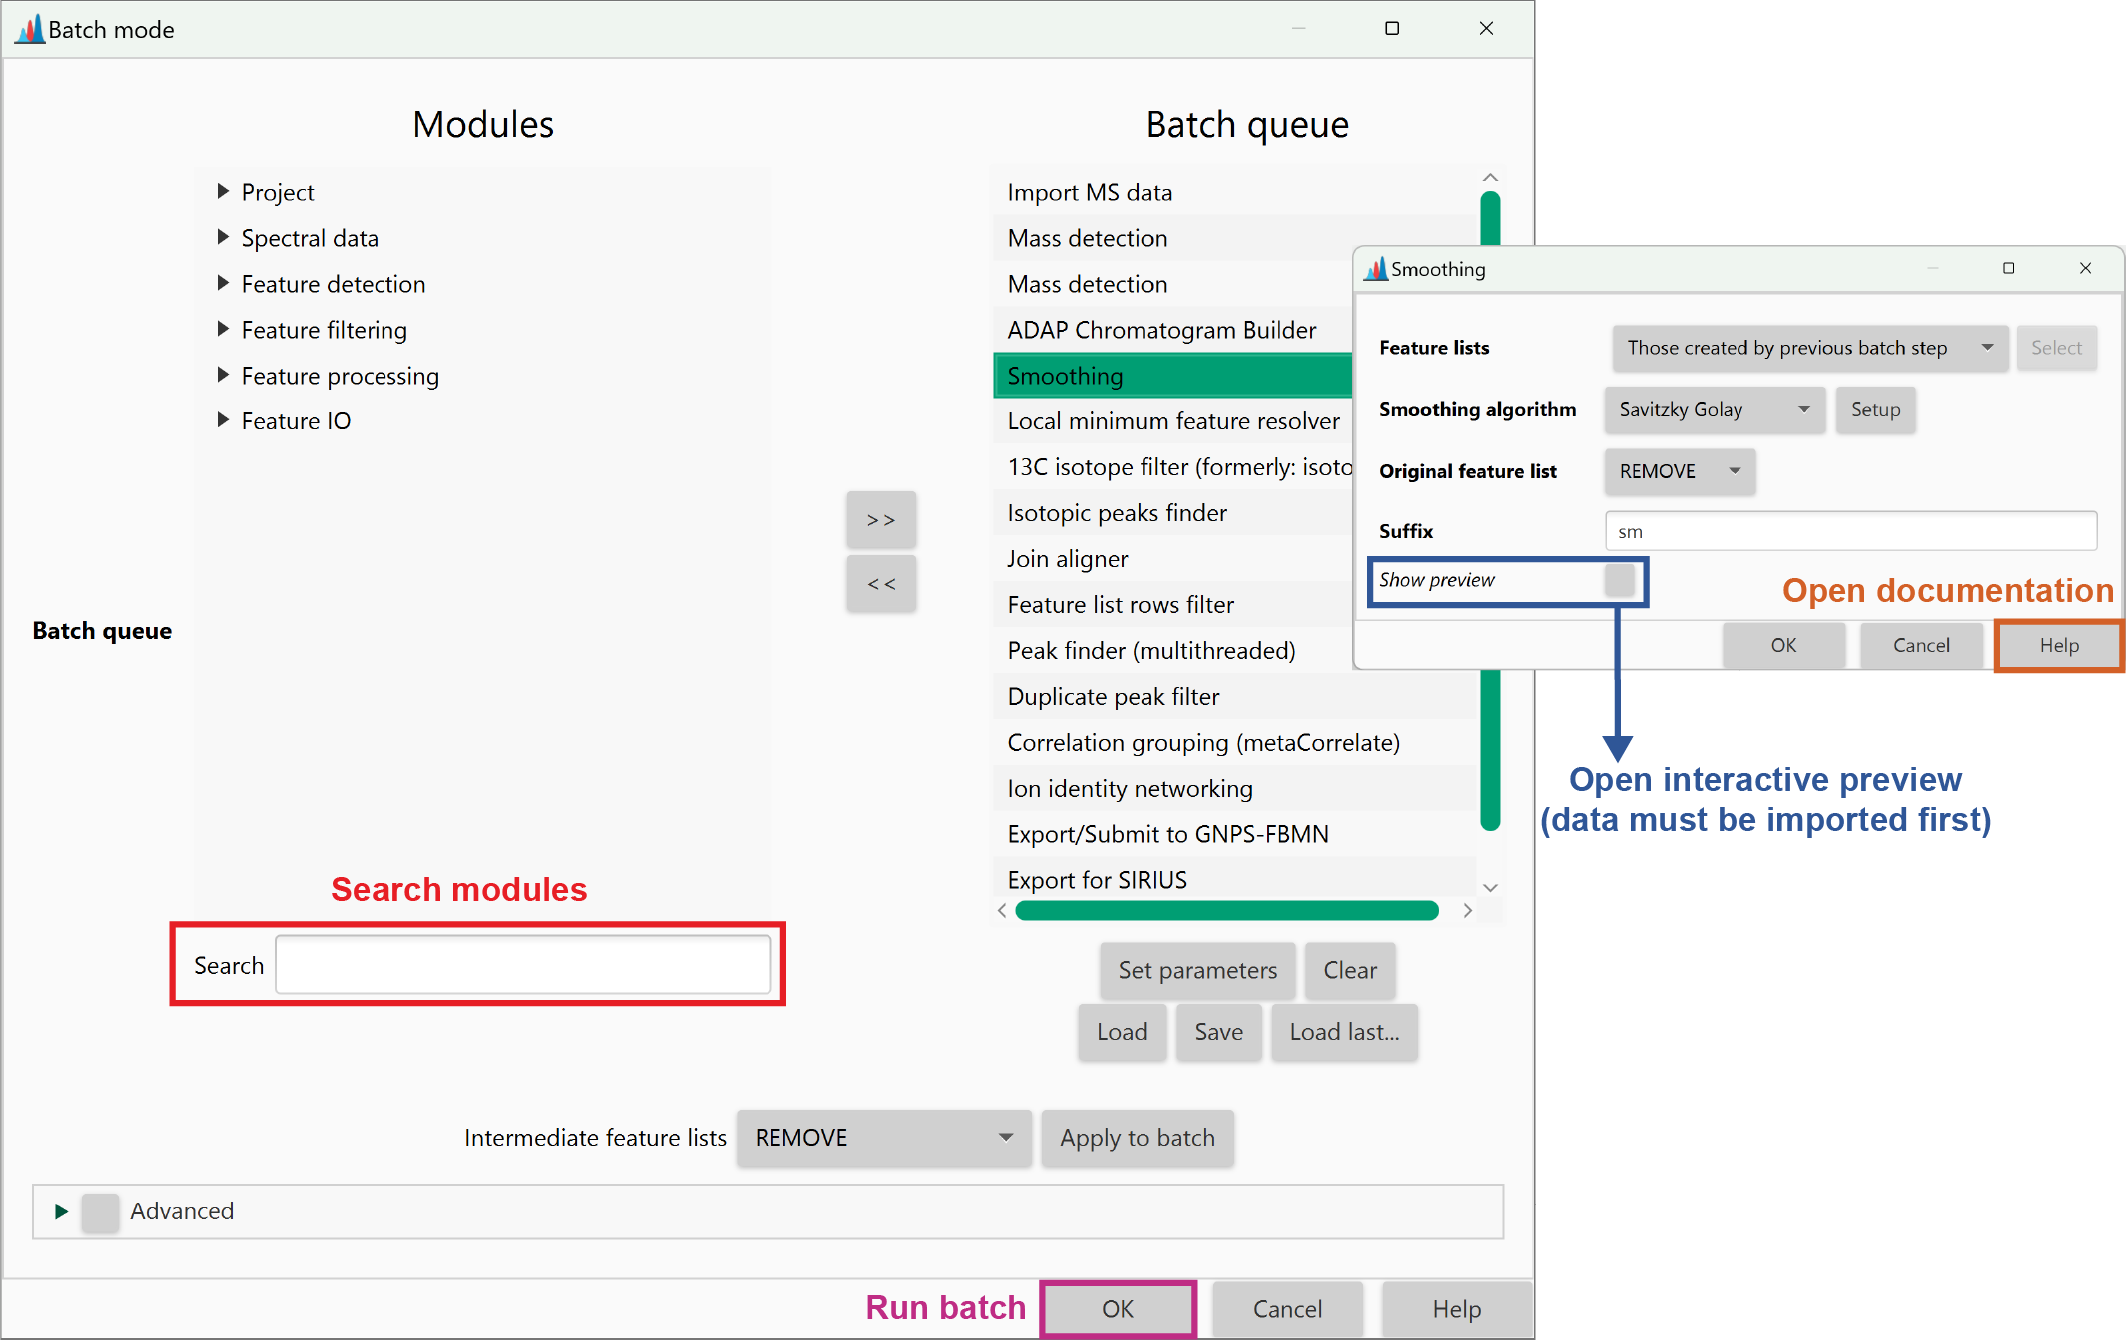 Batch mode
Modules
Project
Spectral data
Feature detection
Feature filtering
Feature processing
Feature IO
>>
<<
Batch queue
Search modules
Search
Batch queue
Import MS data
Mass detection
Mass detection
ADAP Chromatogram Builder
Smoothing
Local minimum feature resolver
13C isotope filter (formerly: isoto
Isotopic peaks finder
Join aligner
Feature list rows filter
Peak finder (multithreaded)
Duplicate peak filter
Correlation grouping (metaCorrelate)
Ion identity networking
Export/Submit to GNPS-FBMN
Export for SIRIUS
Set parameters Clear
Load Save Load last...
Intermediate feature lists REMOVE Apply to batch
Advanced
Run batch OK Cancel Help
Smoothing
Feature lists Those created by previous batch step Select
Smoothing algorithm Savitzky Golay Setup
Original feature list REMOVE
Suffix sm
Show preview
Open documentation
OK Cancel Help
Open interactive preview
(data must be imported first)